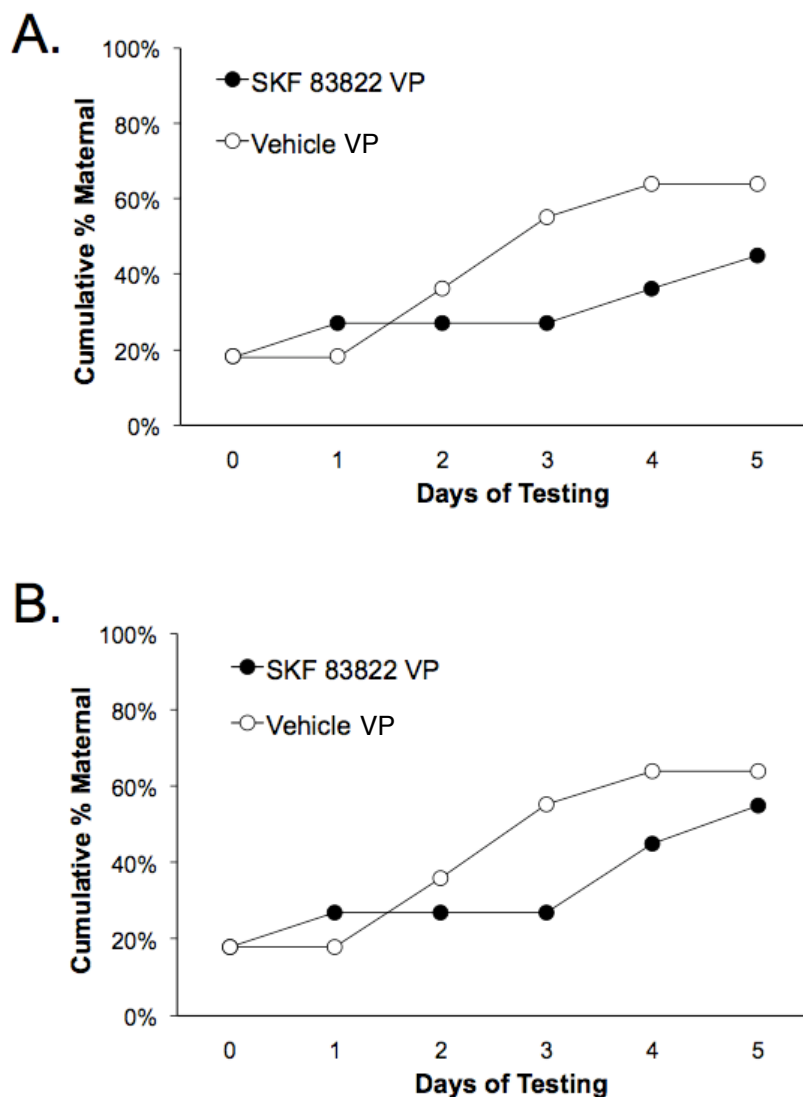 A.
100%
80%
60%
40%
20%
0%
Cumulative % Maternal
SKF 83822 VP
Vehicle VP
0 1 2 3 4 5
Days of Testing
B.
100%
80%
60%
40%
20%
0%
Cumulative % Maternal
SKF 83822 VP
Vehicle VP
0 1 2 3 4 5
Days of Testing